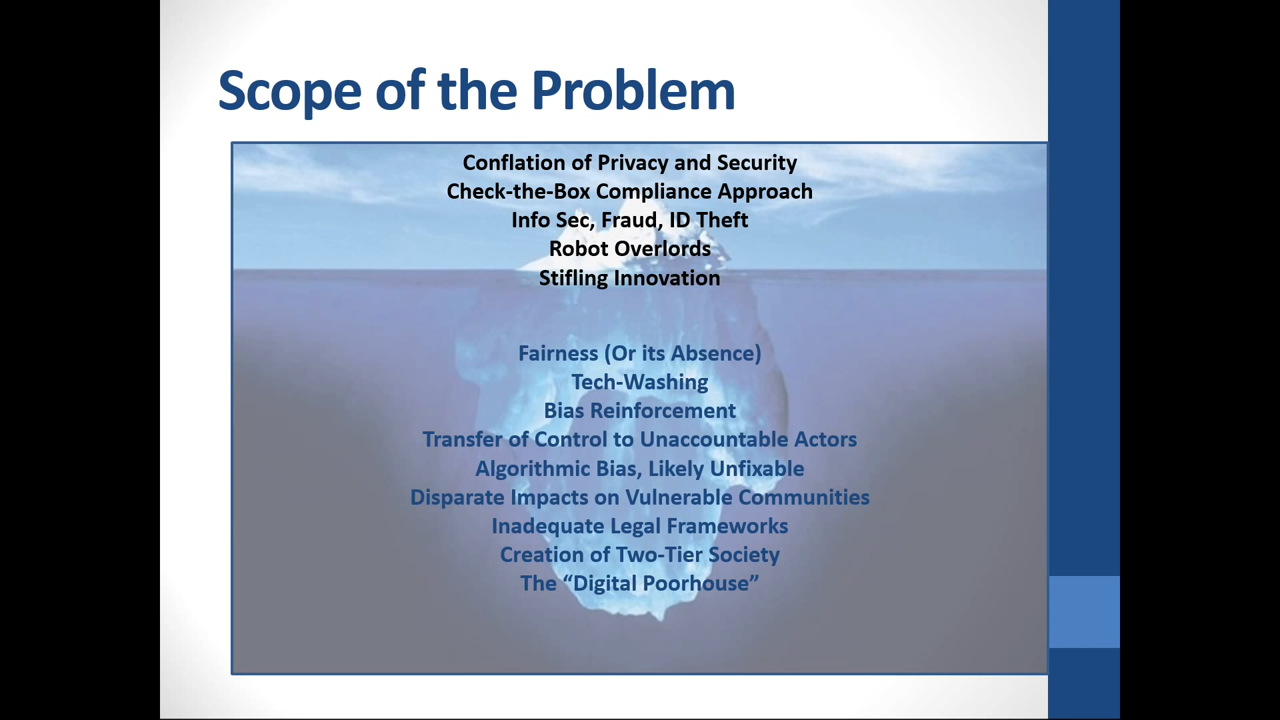 Scope of the Problem
Conflation of Privacy and Security
Check-the-Box Compliance Approach
Info Sec, Fraud, ID Theft
Robot Overlords
Stifling Innovation
Fairness (Or its Absence)
Tech-Washing
Bias Reinforcement
Transfer of Control to Unaccountable Actors
Algorithmic Bias, Likely Unfixable
Disparate Impacts on Vulnerable Communities
Inadequate Legal Frameworks
Creation of Two-Tier Society
The “Digital Poorhouse”